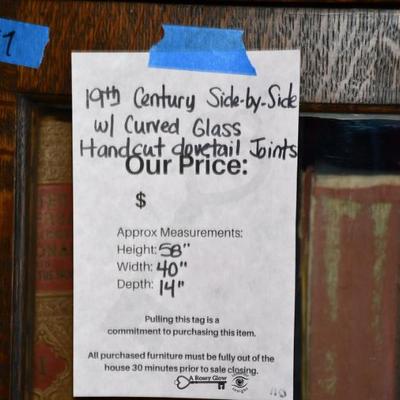 19th Century Side-by-Side
w/ Curved Glass
Handcut dovetail Joints
Our Price:
$
Approx Measurements:
Height: 58"
Width: 40"
Depth: 14"
Pulling this tag is a
commitment to purchasing this item.
All purchased furniture must be fully out of the
house 30 minutes prior to sale closing.
A Rosey Glow